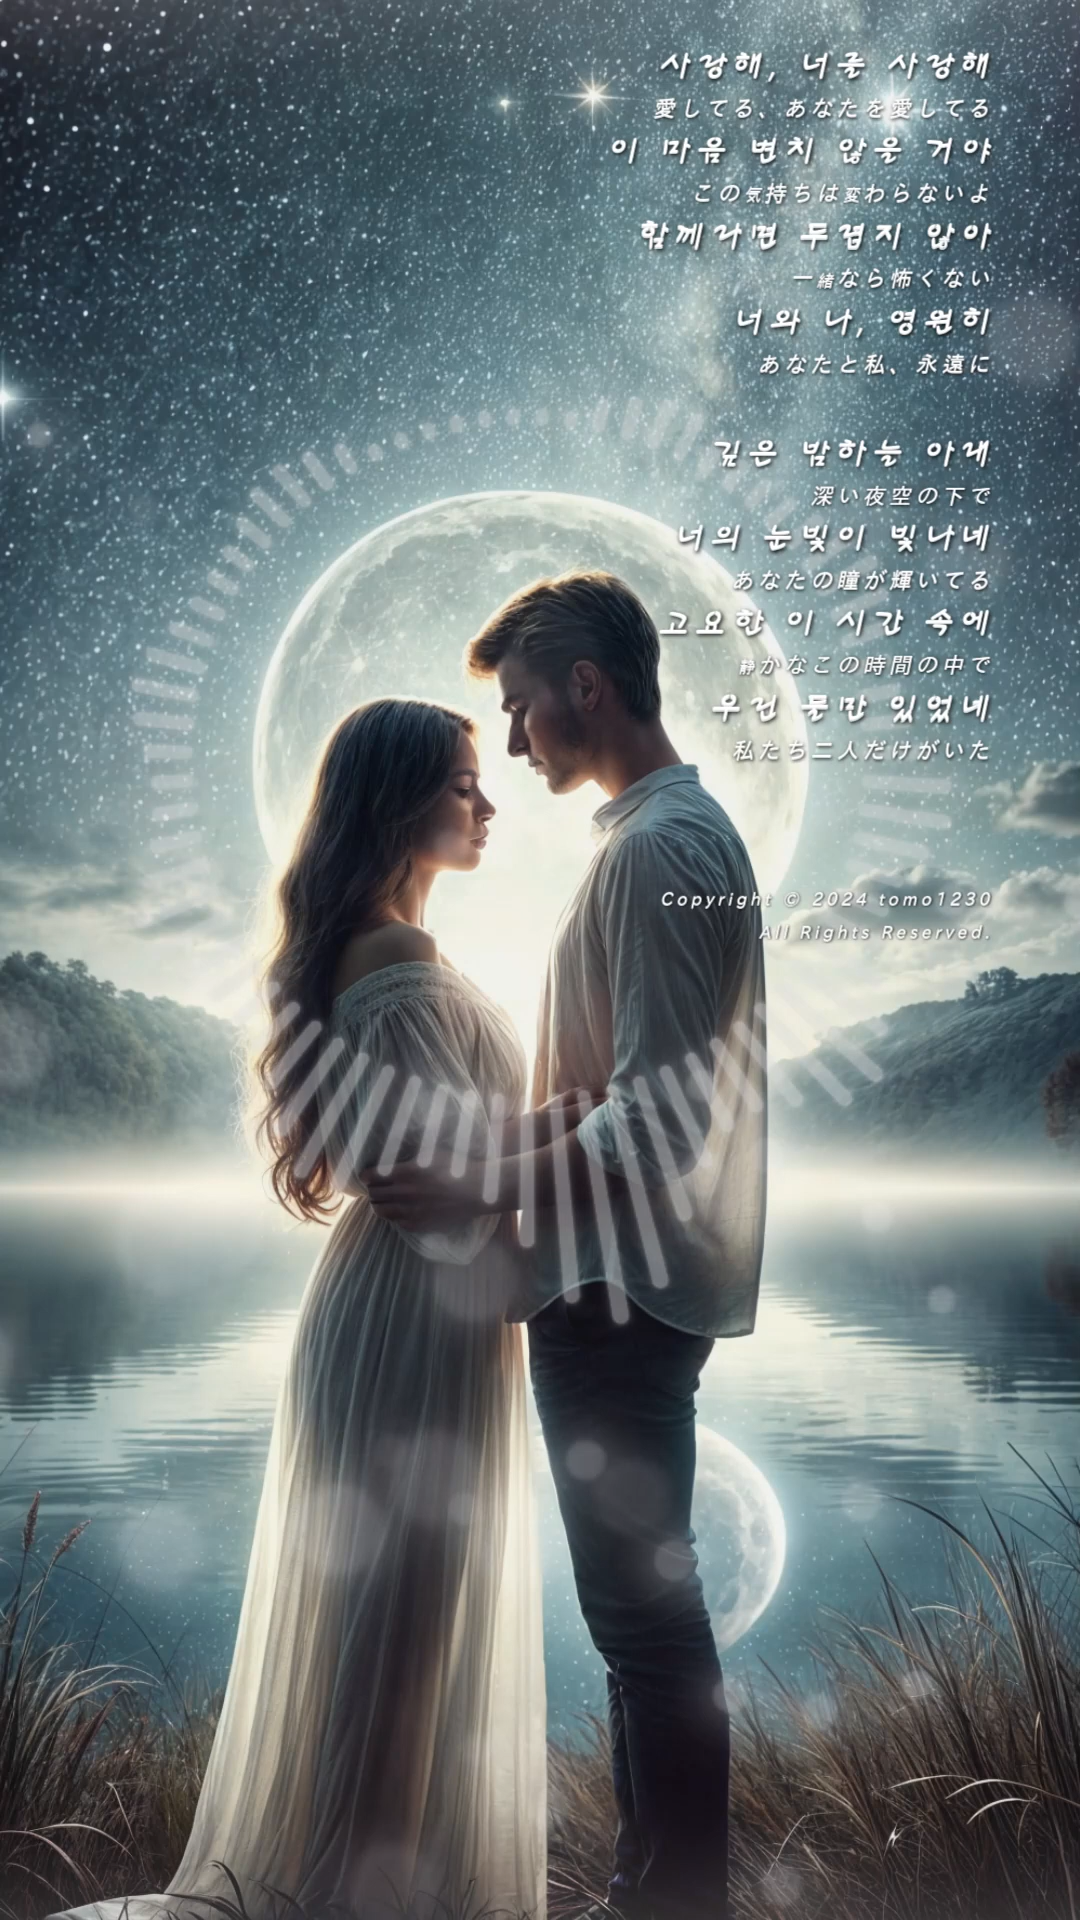 사랑해, 너를 사랑해
愛してる、あなたを愛してる
이 마음 변치 않을 거야
この気持ちは変わらないよ
함께라면 두렵지 않아
一緒なら怖くない
너와 나, 영원히
あなたと私、永遠に
깊은 밤하늘 아래
深い夜空の下で
너의 눈빛이 빛나네
あなたの瞳が輝いてる
고요한 이 시간 속에
静かなこの時間の中で
우린 둘만 있었네
私たち二人だけがいた
Copyright © 2024 tomo1230
All Rights Reserved.